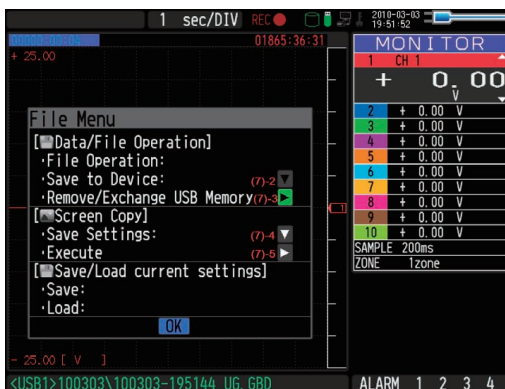 1 sec/DIV REC 2010-03-03
19:51:52
01865:36:31
+ 25.00
MONITOR
1 CH 1
+ 0.00
V
2 + 0.00 V
3 + 0.00 V
4 + 0.00 V
5 + 0.00 V
6 + 0.00 V
7 + 0.00 V
8 + 0.00 V
9 + 0.00 V
10 + 0.00 V
SAMPLE 200ms
ZONE 1zone
File Menu
[Data/File Operation]
・File Operation:
・Save to Device: (7)-2
・Remove/Exchange USB Memory(7)-3
[Screen Copy]
・Save Settings: (7)-4
・Execute (7)-5
[Save/Load current settings]
・Save:
・Load:
OK
1
- 25.00 [ V ]
<USB1>100303\100303-195144_UG.GBD
ALARM 1 2 3 4